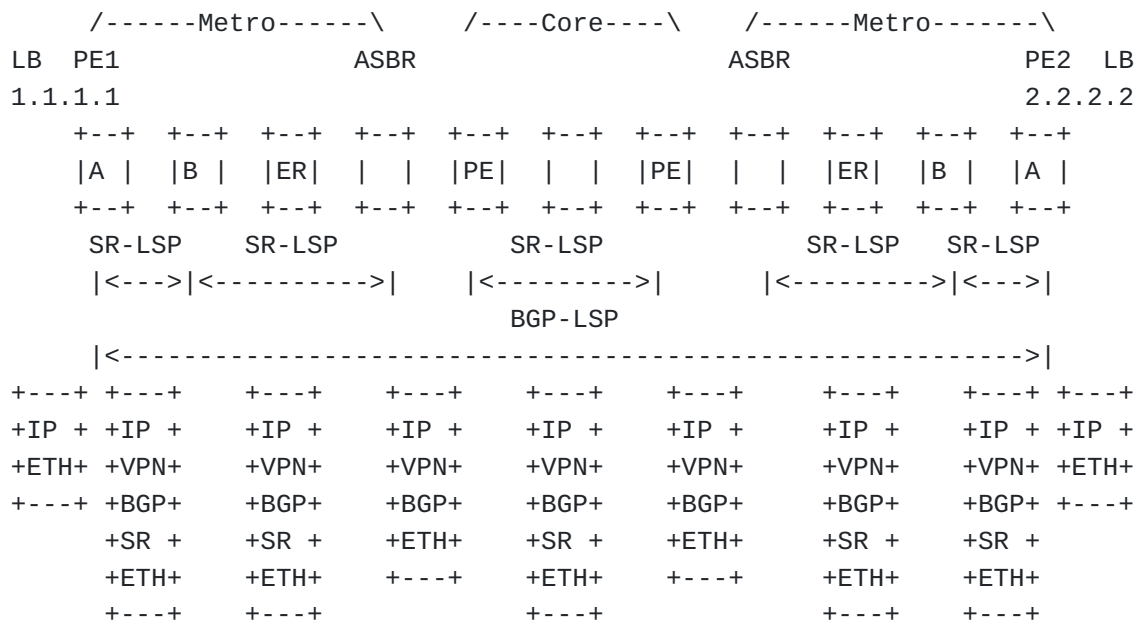 /------Metro------\ /----Core----\ /------Metro-------\
LB PE1 ASBR ASBR PE2 LB
1.1.1.1 2.2.2.2
+--+ +--+ +--+ +--+ +--+ +--+ +--+ +--+ +--+ +--+ +--+
|A | |B | |ER| | | |PE| | | |PE| | | |ER| |B | |A |
+--+ +--+ +--+ +--+ +--+ +--+ +--+ +--+ +--+ +--+ +--+
SR-LSP SR-LSP SR-LSP SR-LSP SR-LSP
|<--->|<---------->| |<--------->| |<--------->|<--->|
BGP-LSP
|<----------------------------------------------------------->|
+---+ +---+ +---+ +---+ +---+ +---+ +---+ +---+ +---+
+IP + +IP + +IP + +IP + +IP + +IP + +IP + +IP + +IP +
+ETH+ +VPN+ +VPN+ +VPN+ +VPN+ +VPN+ +VPN+ +VPN+ +ETH+
+---+ +BGP+ +BGP+ +BGP+ +BGP+ +BGP+ +BGP+ +BGP+ +---+
+SR + +SR + +ETH+ +SR + +ETH+ +SR + +SR +
+ETH+ +ETH+ +---+ +ETH+ +---+ +ETH+ +ETH+
+---+ +---+ +---+ +---+ +---+